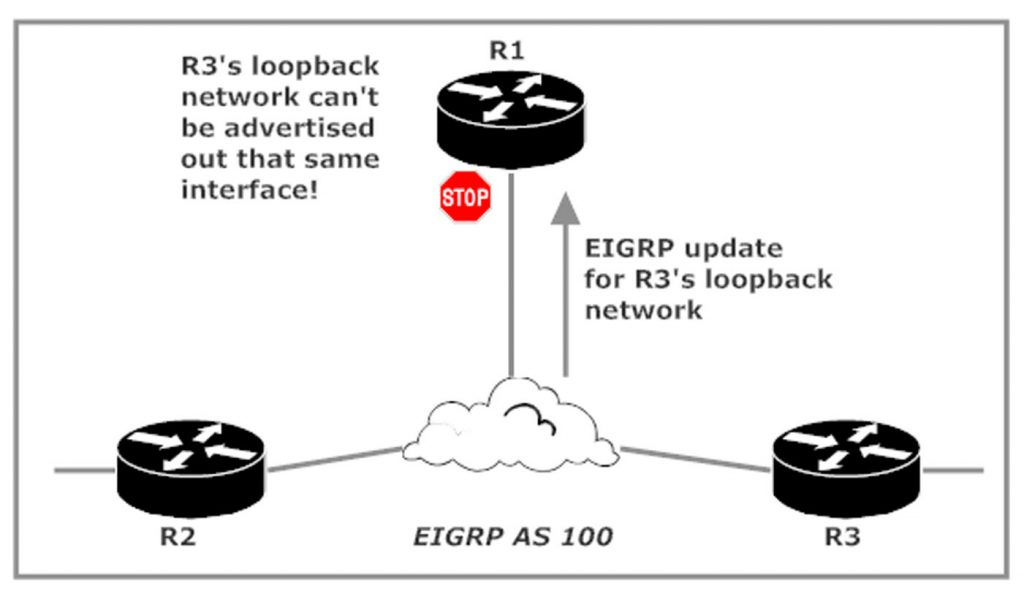 R1
R3's loopback
network can't
be advertised
out that same
interface!
STOP
EIGRP update
for R3's loopback
network
R2
EIGRP AS 100
R3